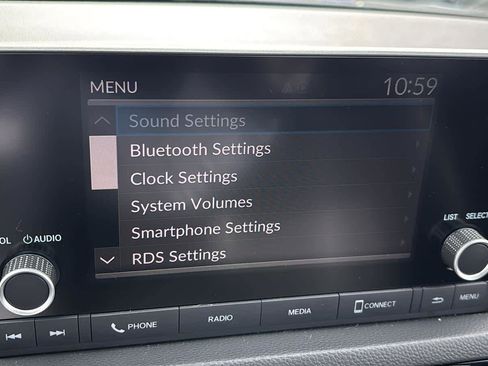 MENU 10:59
Sound Settings
Bluetooth Settings
Clock Settings
System Volumes
Smartphone Settings
RDS Settings
OL AUDIO
LIST SELECT
PHONE RADIO MEDIA CONNECT MENU